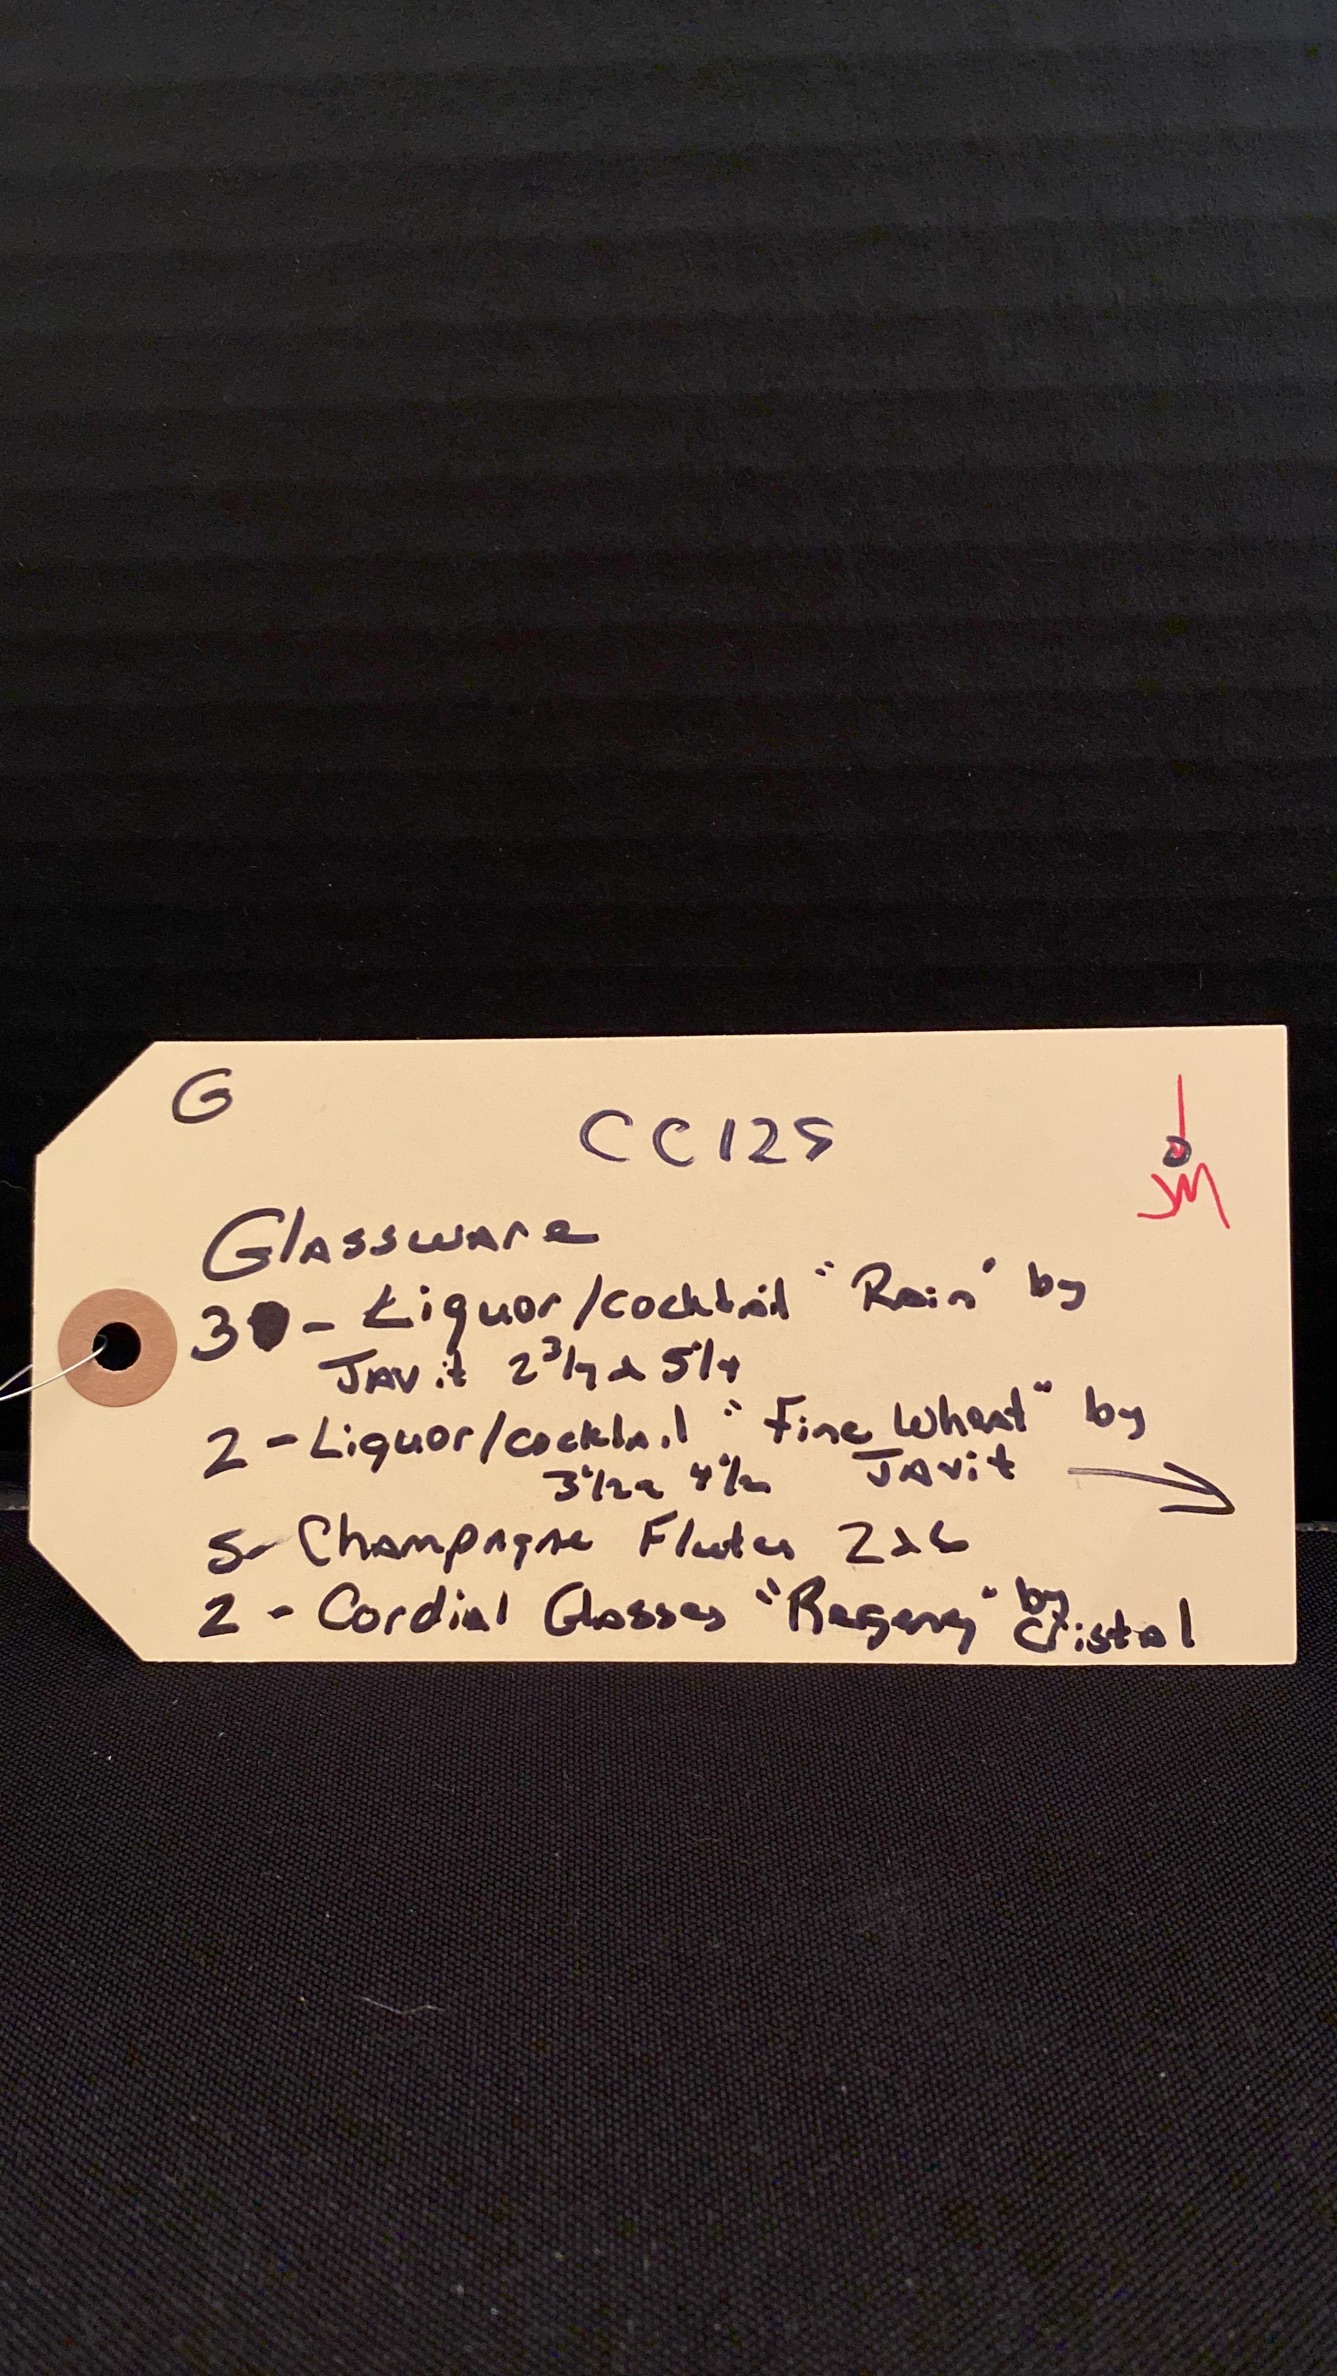 G
CC125
JM
Glassware
3 - Liquor/cocktail "Rain" by
Javit 2 3/4 x 5 1/4
2 - Liquor/cocktail "Fine Wheat" by
3 1/2 x 4 1/2 Javit →
5 - Champagne Flutes 2 x 6
2 - Cordial Glasses "Regency" by
Cristal